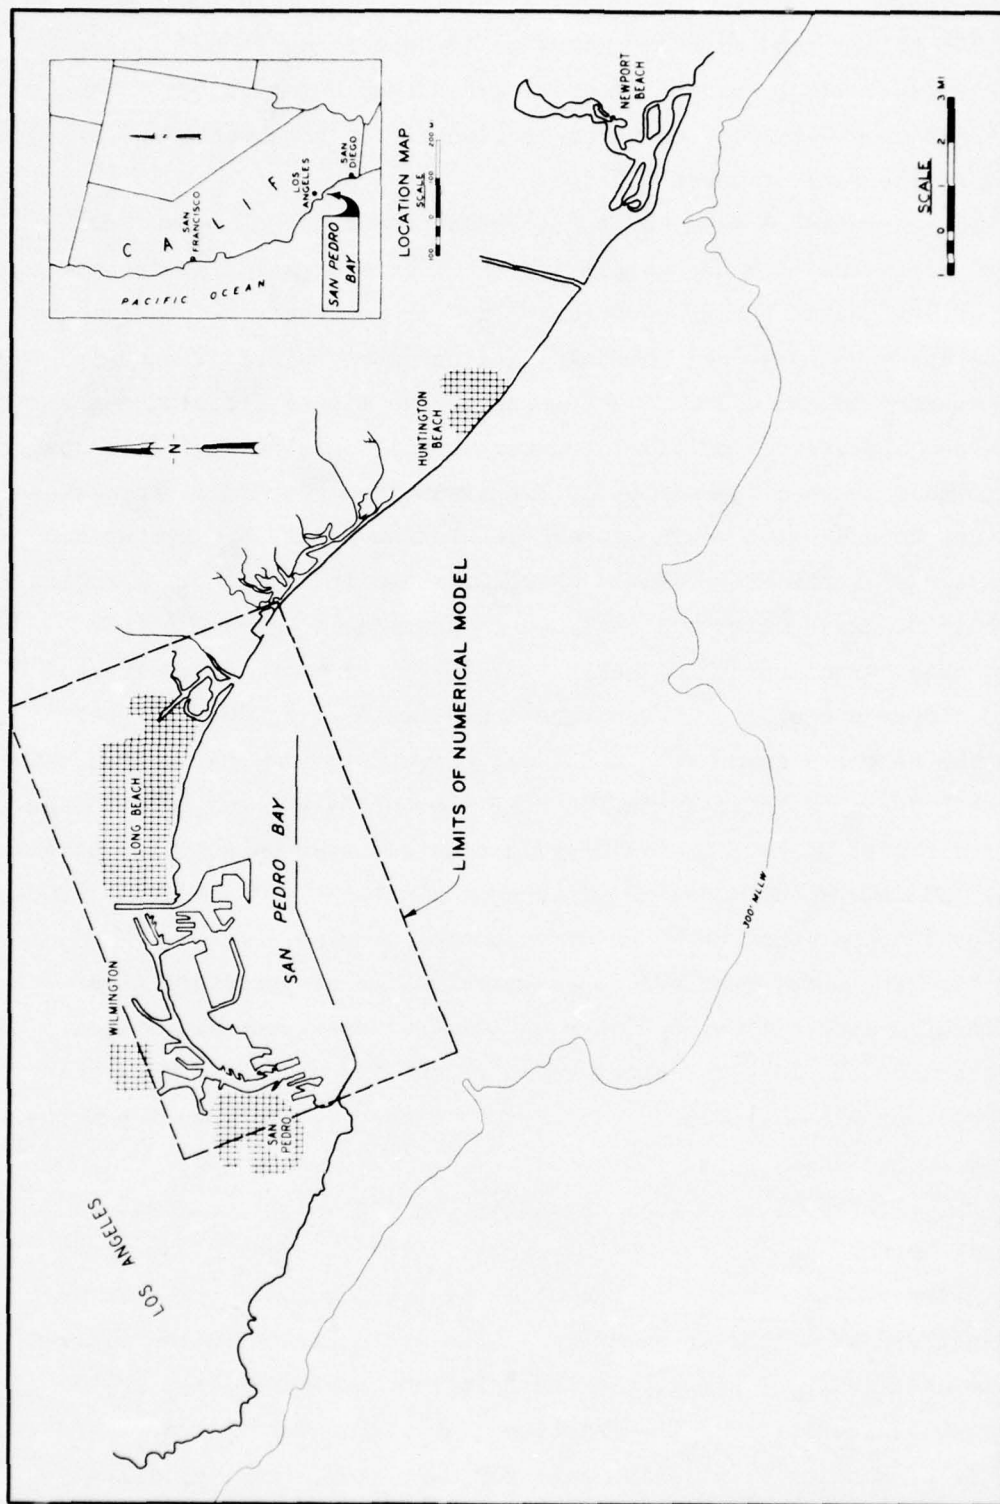 LOS ANGELES
SAN
PEDRO
WILMINGTON
LONG BEACH
SAN PEDRO BAY
LIMITS OF NUMERICAL MODEL
300' MLLW
N
HUNTINGTON
BEACH
NEWPORT
BEACH
PACIFIC OCEAN
CALIF
SAN
FRANCISCO
LOS
ANGELES
SAN
DIEGO
SAN PEDRO
BAY
LOCATION MAP
SCALE
100 0 100 200 MI
SCALE
1 0 1 2 3 MI